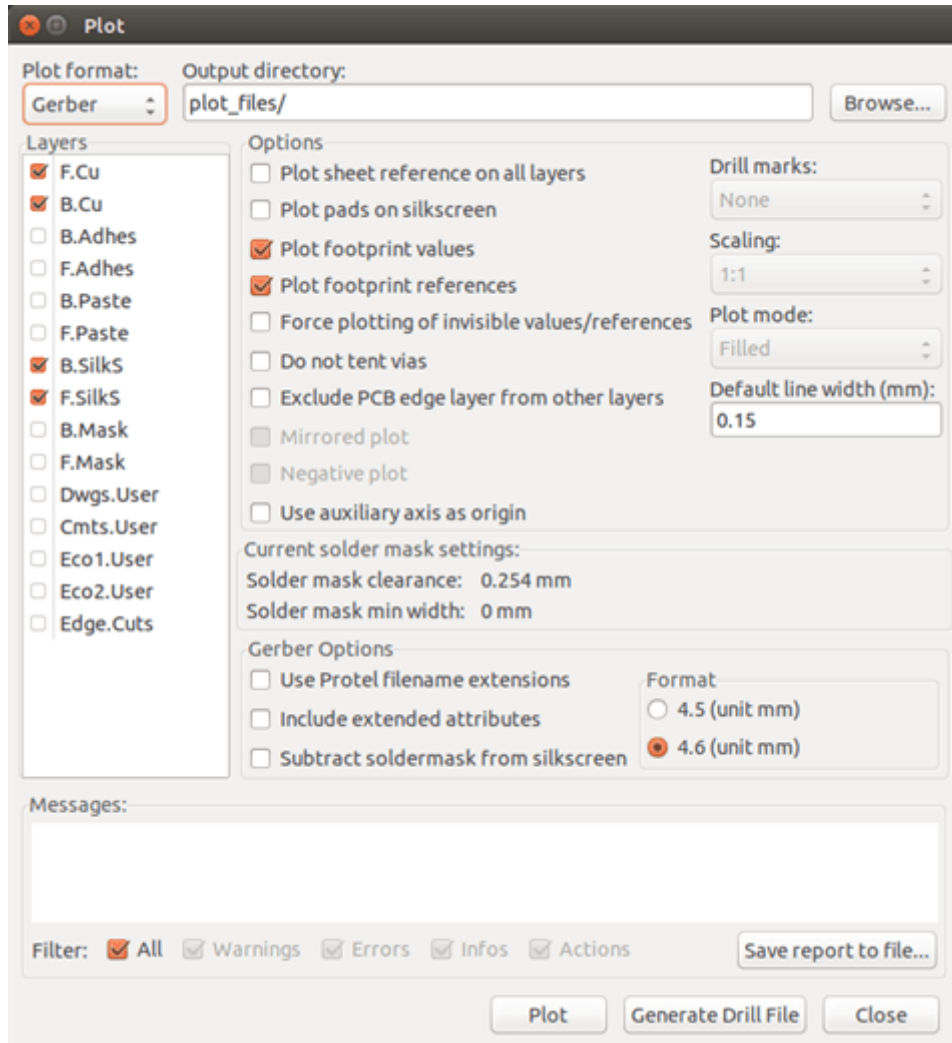 Plot
Plot format:
Output directory:
Gerber
plot_files/
Browse...
Layers
F.Cu
B.Cu
B.Adhes
F.Adhes
B.Paste
F.Paste
B.SilkS
F.SilkS
B.Mask
F.Mask
Dwgs.User
Cmts.User
Eco1.User
Eco2.User
Edge.Cuts
Options
Plot sheet reference on all layers
Plot pads on silkscreen
Plot footprint values
Plot footprint references
Force plotting of invisible values/references
Do not tent vias
Exclude PCB edge layer from other layers
Mirrored plot
Negative plot
Use auxiliary axis as origin
Drill marks:
None
Scaling:
1:1
Plot mode:
Filled
Default line width (mm):
0.15
Current solder mask settings:
Solder mask clearance: 0.254 mm
Solder mask min width: 0 mm
Gerber Options
Use Protel filename extensions
Include extended attributes
Subtract soldermask from silkscreen
Format
4.5 (unit mm)
4.6 (unit mm)
Messages:
Filter: All Warnings Errors Infos Actions
Save report to file...
Plot
Generate Drill File
Close